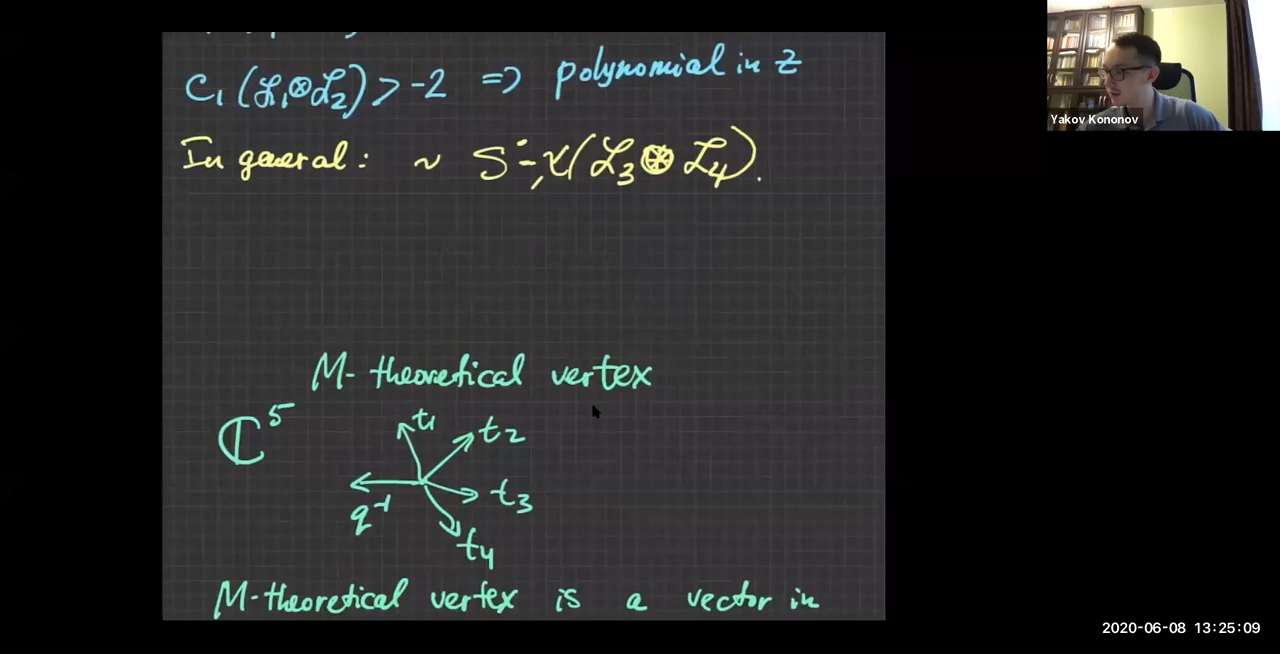 C₁(ℒ₁⊗ℒ₂) > -2 => polynomial in z
In general: ~ S^•-χ(ℒ₃⊗ℒ₄).
M-theoretical vertex
ℂ⁵
t₁
t₂
t₃
q⁻¹
t₄
M-theoretical vertex is a vector in
Yakov Kononov
2020-06-08 13:25:09